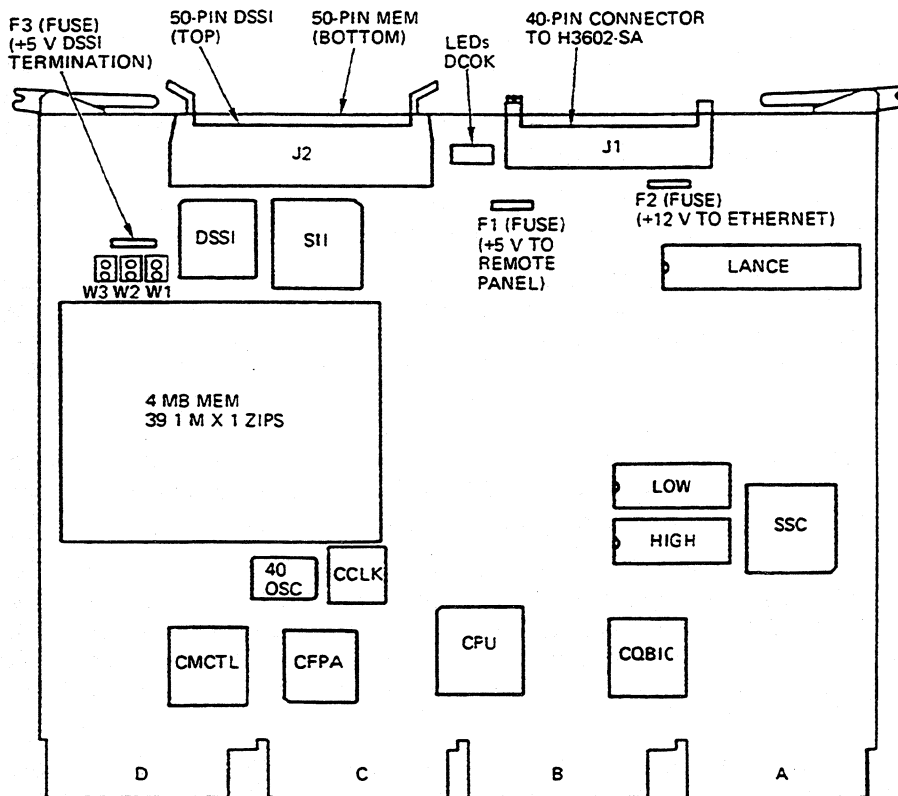 F3 (FUSE)
(+5 V DSSI
TERMINATION)
50-PIN DSSI
(TOP)
50-PIN MEM
(BOTTOM)
LEDs
DCOK
40-PIN CONNECTOR
TO H3602-SA
J2
J1
F2 (FUSE)
(+12 V TO ETHERNET)
F1 (FUSE)
(+5 V TO
REMOTE
PANEL)
DSSI
SII
LANCE
W3 W2 W1
4 MB MEM
39 1 M X 1 ZIPS
LOW
HIGH
SSC
40
OSC
CCLK
CMCTL
CFPA
CPU
CQBIC
D
C
B
A